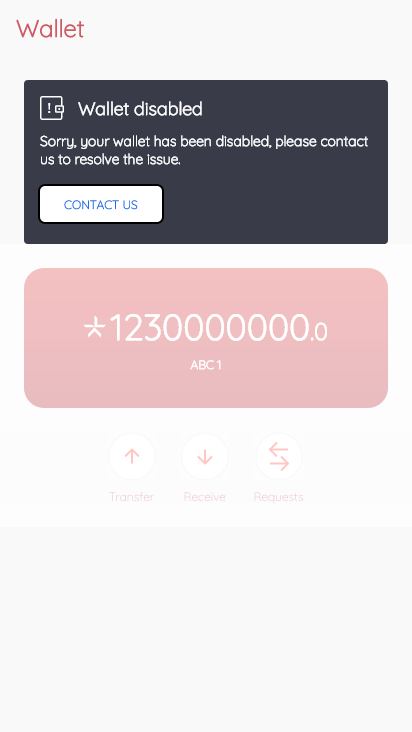 Wallet
Wallet disabled
Sorry, your wallet has been disabled, please contact
us to resolve the issue.
CONTACT US
*1230000000.0
ABC 1
Transfer
Receive
Requests